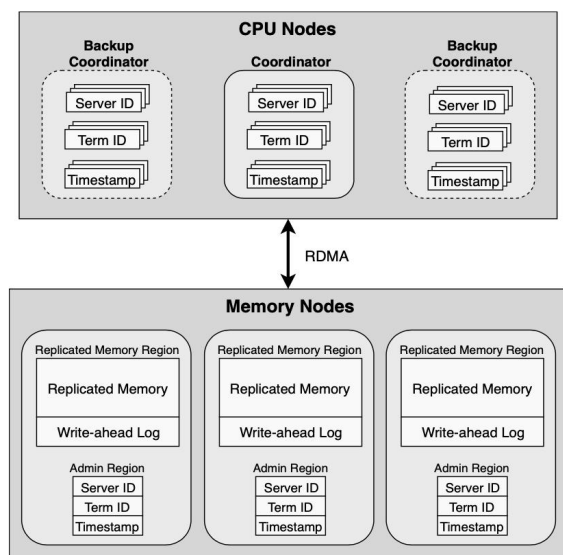 CPU Nodes
Backup
Coordinator
Server ID
Term ID
Timestamp
Coordinator
Server ID
Term ID
Timestamp
Backup
Coordinator
Server ID
Term ID
Timestamp
RDMA
Memory Nodes
Replicated Memory Region
Replicated Memory
Write-ahead Log
Admin Region
Server ID
Term ID
Timestamp
Replicated Memory Region
Replicated Memory
Write-ahead Log
Admin Region
Server ID
Term ID
Timestamp
Replicated Memory Region
Replicated Memory
Write-ahead Log
Admin Region
Server ID
Term ID
Timestamp